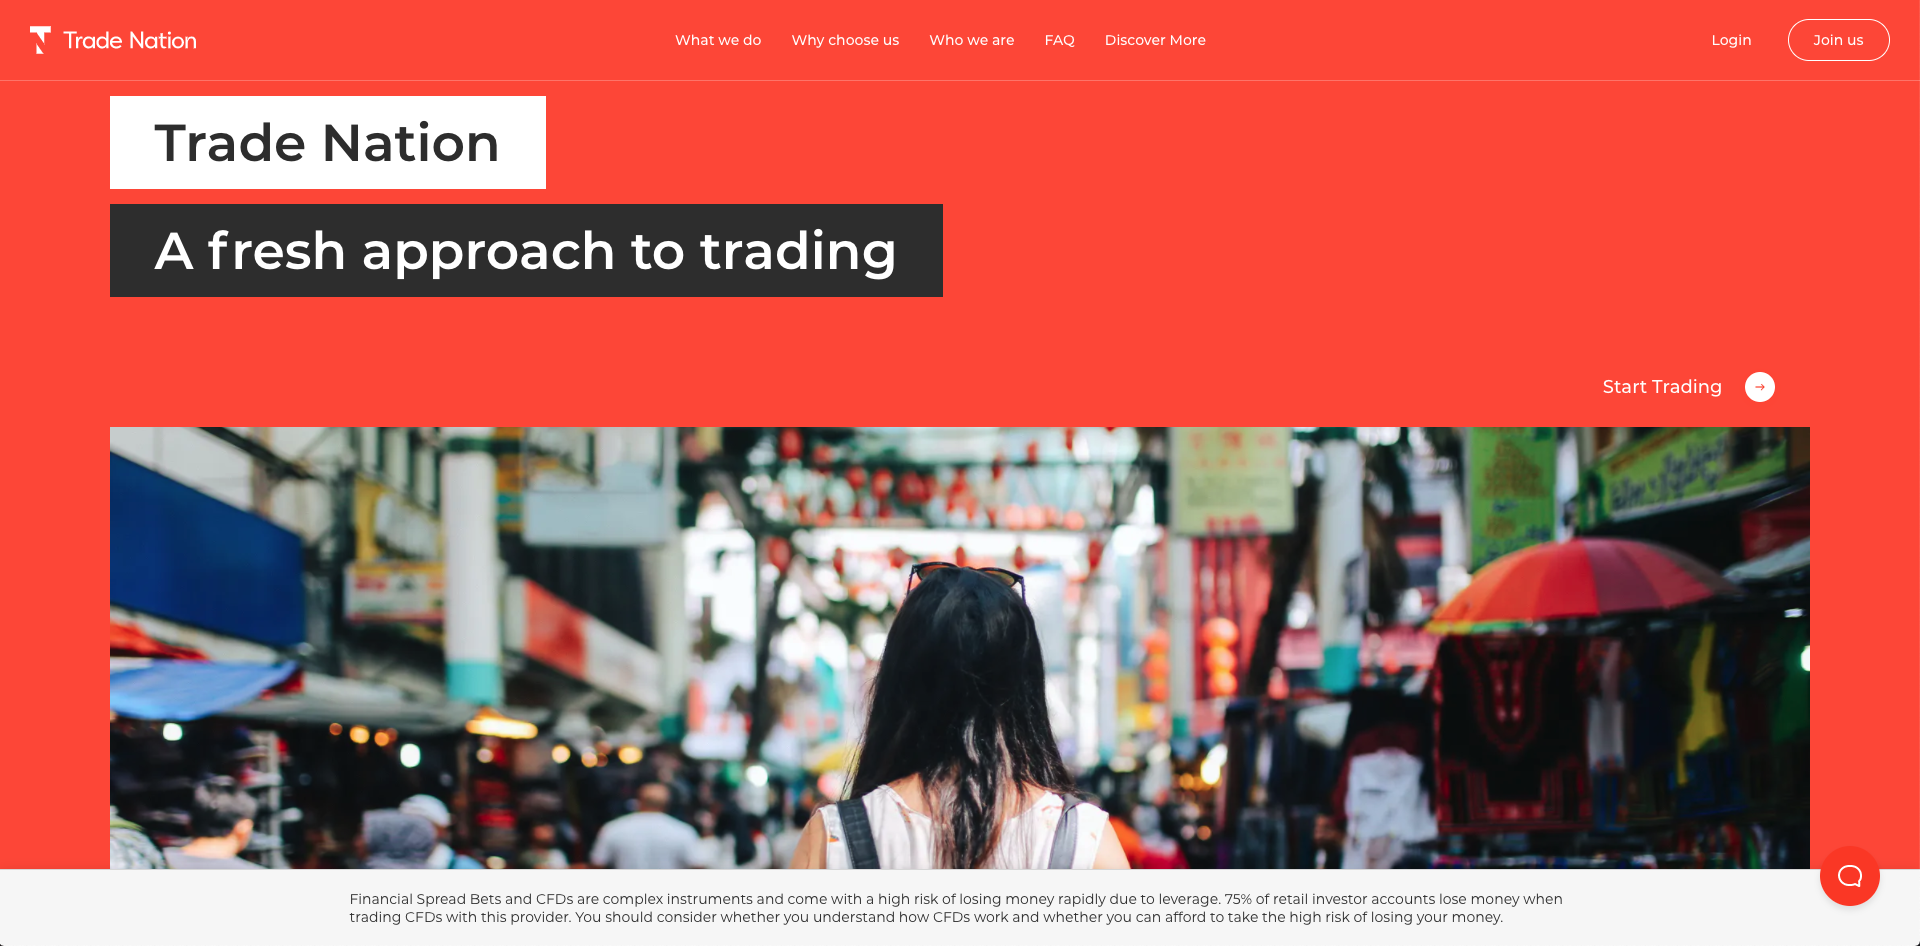 Trade Nation
What we do
Why choose us
Who we are
FAQ
Discover More
Login
Join us
Trade Nation
A fresh approach to trading
Start Trading
Financial Spread Bets and CFDs are complex instruments and come with a high risk of losing money rapidly due to leverage. 75% of retail investor accounts lose money when
trading CFDs with this provider. You should consider whether you understand how CFDs work and whether you can afford to take the high risk of losing your money.